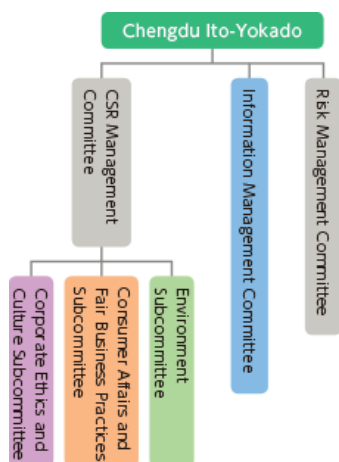 Chengdu Ito-Yokado
CSR Management
Committee
Information Management Committee
Risk Management Committee
Corporate Ethics and
Culture Subcommittee
Consumer Affairs and
Fair Business Practices
Subcommittee
Environment
Subcommittee